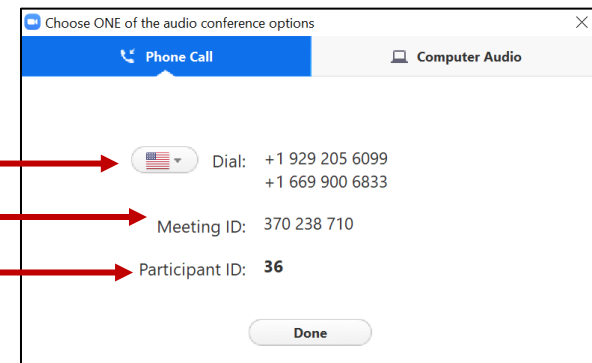 Choose ONE of the audio conference options
Phone Call
Computer Audio
Dial: +1 929 205 6099
+1 669 900 6833
Meeting ID: 370 238 710
Participant ID: 36
Done